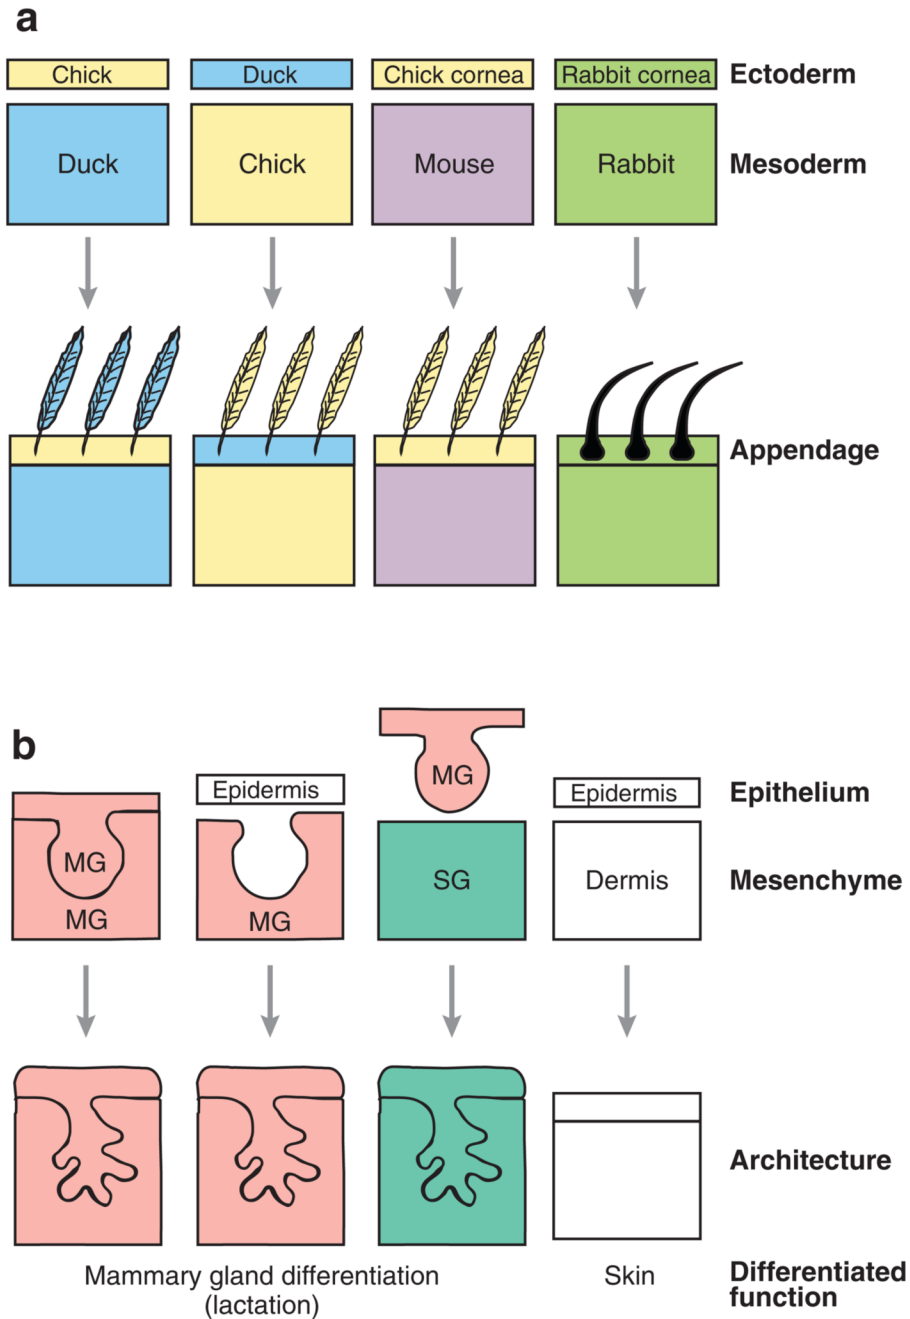 a
Chick Duck Chick cornea Rabbit cornea Ectoderm
Duck Chick Mouse Rabbit Mesoderm
Appendage
b
MG
Epidermis Epidermis Epithelium
MG SG Dermis Mesenchyme
MG MG
Architecture
Mammary gland differentiation Skin Differentiated
(lactation) function